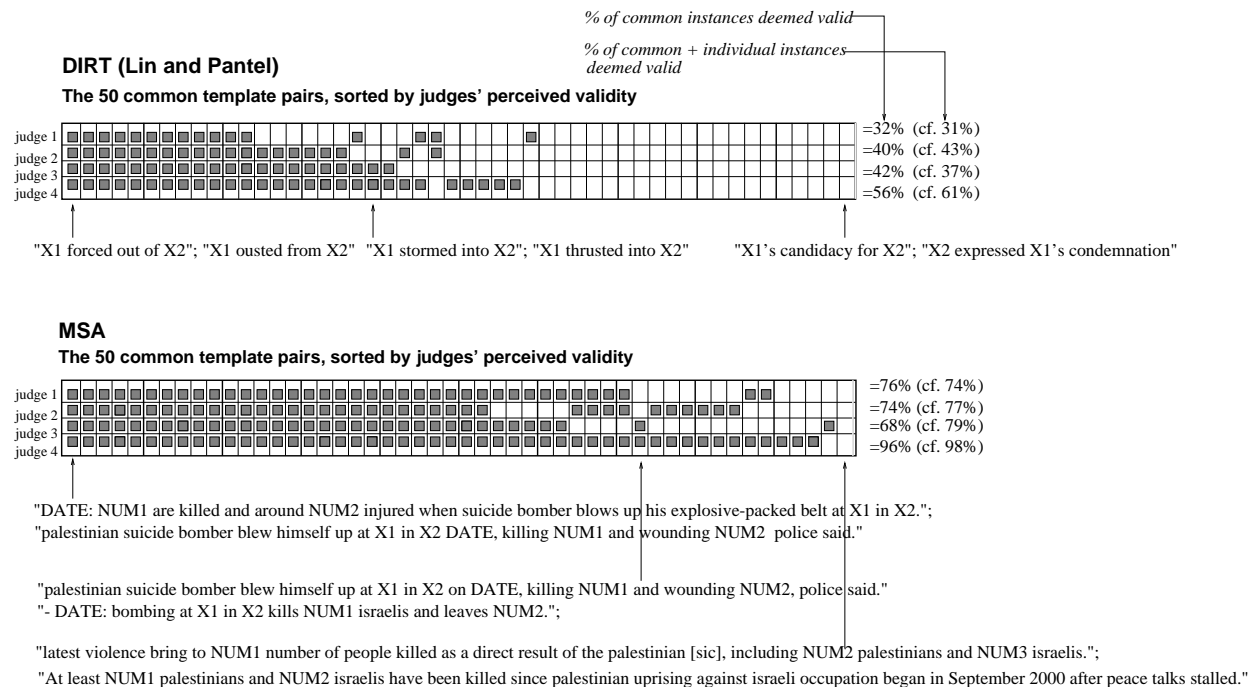 % of common instances deemed valid
% of common + individual instances
deemed valid
DIRT (Lin and Pantel)
The 50 common template pairs, sorted by judges' perceived validity
judge 1
judge 2
judge 3
judge 4
=32% (cf. 31%)
=40% (cf. 43%)
=42% (cf. 37%)
=56% (cf. 61%)
"X1 forced out of X2"; "X1 ousted from X2" "X1 stormed into X2"; "X1 thrusted into X2" "X1's candidacy for X2"; "X2 expressed X1's condemnation"
MSA
The 50 common template pairs, sorted by judges' perceived validity
judge 1
judge 2
judge 3
judge 4
=76% (cf. 74%)
=74% (cf. 77%)
=68% (cf. 79%)
=96% (cf. 98%)
"DATE: NUM1 are killed and around NUM2 injured when suicide bomber blows up his explosive-packed belt at X1 in X2.";
"palestinian suicide bomber blew himself up at X1 in X2 DATE, killing NUM1 and wounding NUM2 police said."
"palestinian suicide bomber blew himself up at X1 in X2 on DATE, killing NUM1 and wounding NUM2, police said."
"- DATE: bombing at X1 in X2 kills NUM1 israelis and leaves NUM2.";
"latest violence bring to NUM1 number of people killed as a direct result of the palestinian [sic], including NUM2 palestinians and NUM3 israelis.";
"At least NUM1 palestinians and NUM2 israelis have been killed since palestinian uprising against israeli occupation began in September 2000 after peace talks stalled."